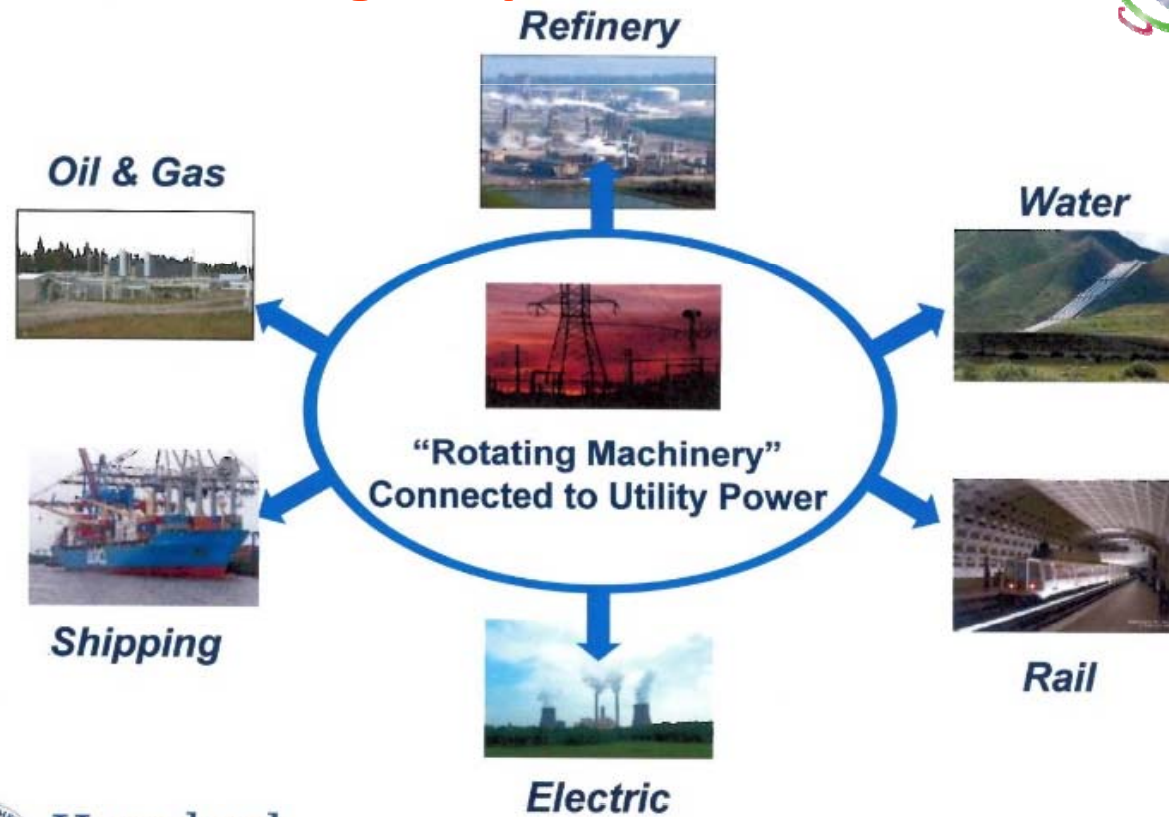 Refinery
Oil & Gas
Water
“Rotating Machinery”
Connected to Utility Power
Shipping
Rail
Electric